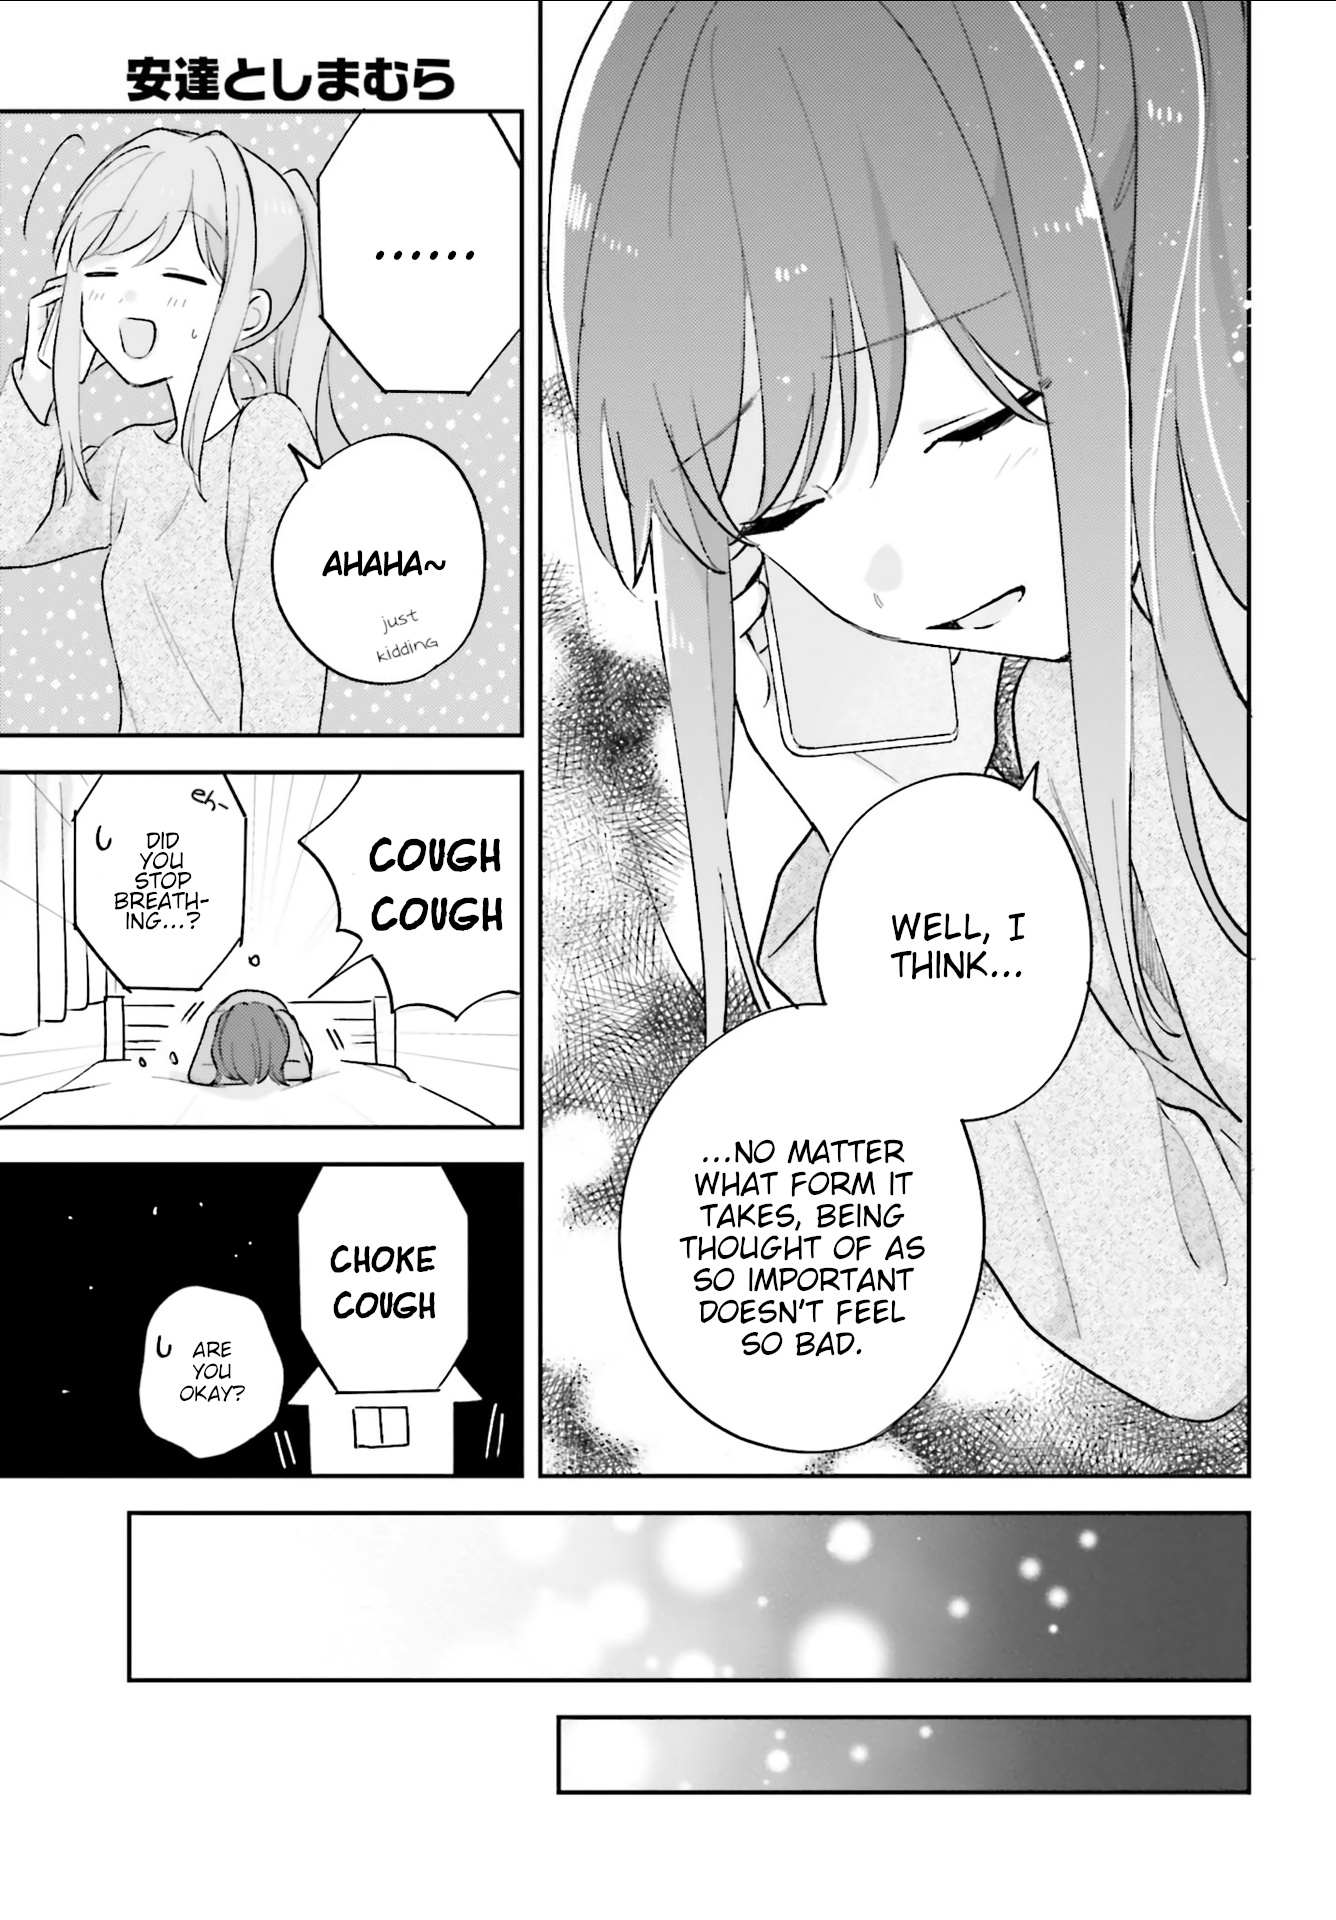 安達としまむら
WELL, I
THINK...
...NO MATTER
WHAT FORM IT
TAKES, BEING
THOUGHT OF AS
SO IMPORTANT
DOESN'T FEEL
SO BAD.
......
AHAHA~
just
kidding
COUGH
COUGH
eh-
DID
YOU
STOP
BREATH-
ING...?
CHOKE
COUGH
ARE
YOU
OKAY?